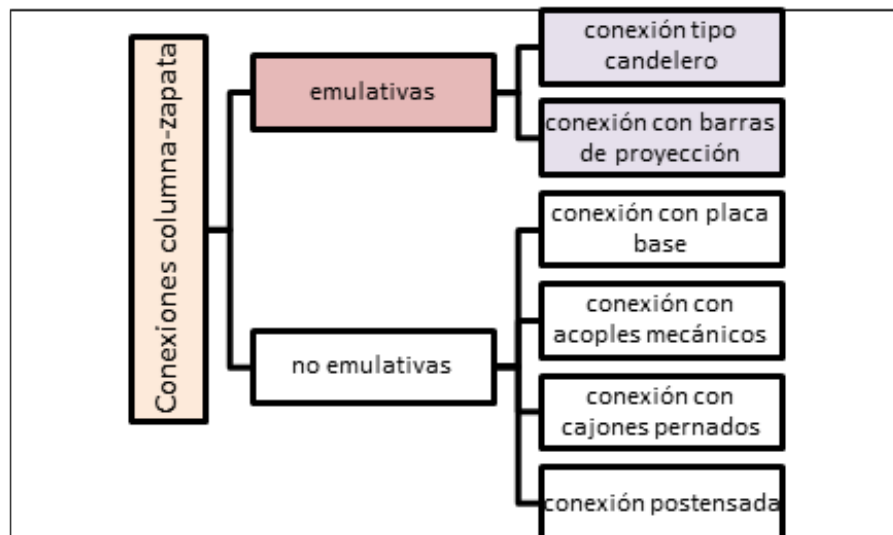 Conexiones columna-zapata
emulativas
conexión tipo
candelero
conexión con barras
de proyección
no emulativas
conexión con placa
base
conexión con
acoples mecánicos
conexión con
cajones pernados
conexión postensada